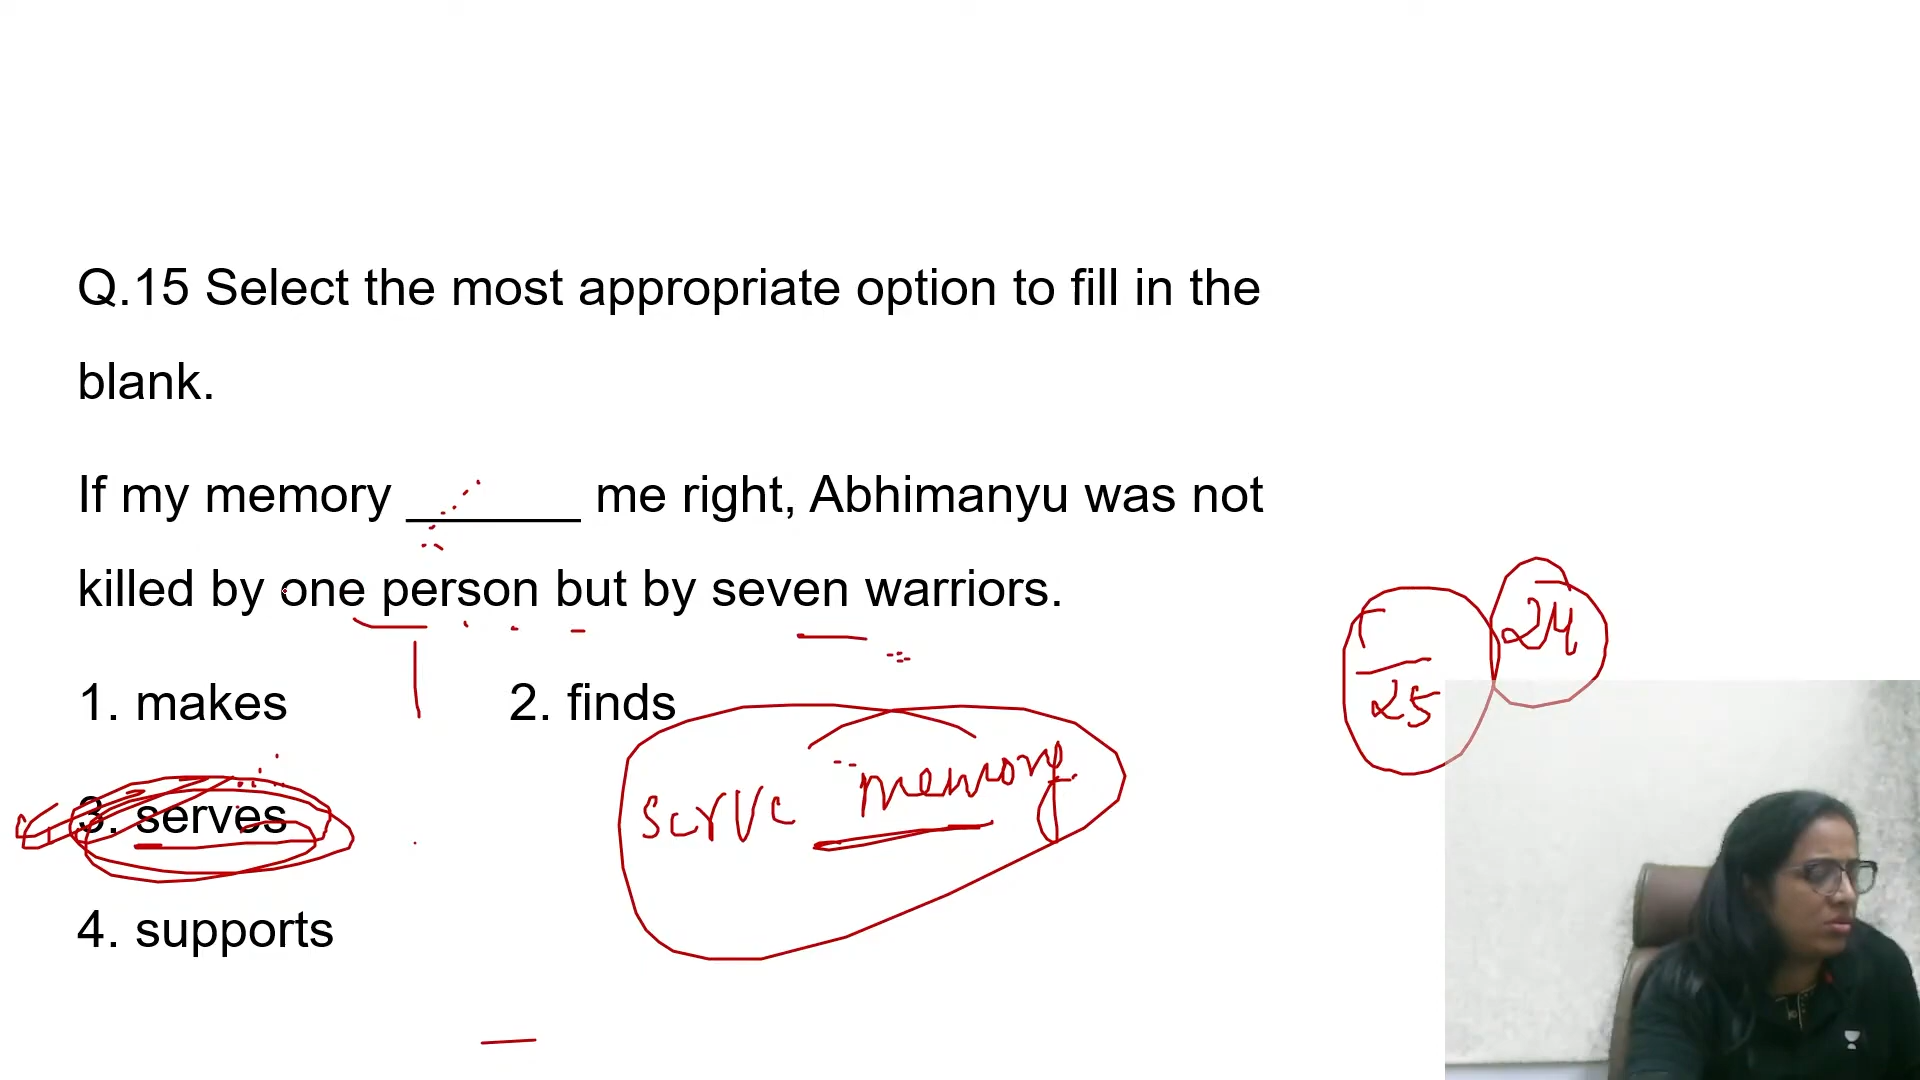 Q.15 Select the most appropriate option to fill in the
blank.
If my memory _______ me right, Abhimanyu was not
killed by one person but by seven warriors.
1. makes 2. finds
3. serves
4. supports
serve memory
25
24